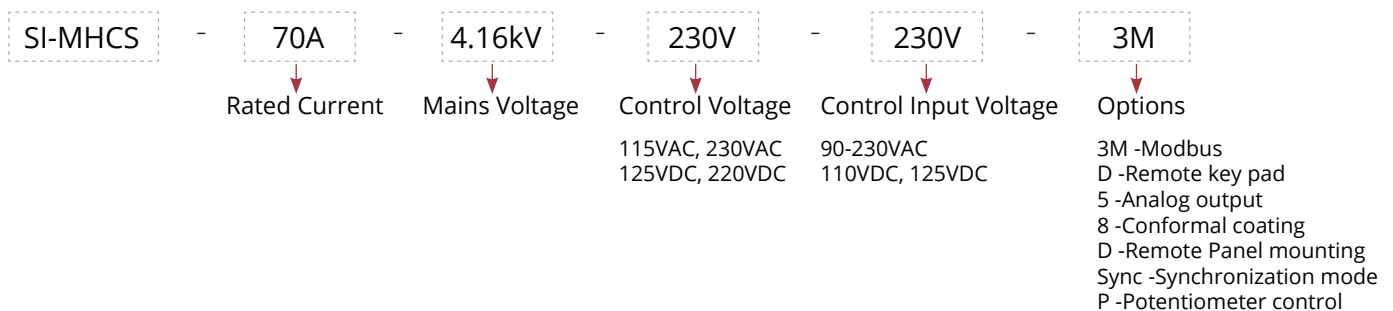 SI-MHCS - 70A - 4.16kV - 230V - 230V - 3M
Rated Current Mains Voltage Control Voltage Control Input Voltage Options
115VAC, 230VAC
125VDC, 220VDC
90-230VAC
110VDC, 125VDC
3M -Modbus
D -Remote key pad
5 -Analog output
8 -Conformal coating
D -Remote Panel mounting
Sync -Synchronization mode
P -Potentiometer control